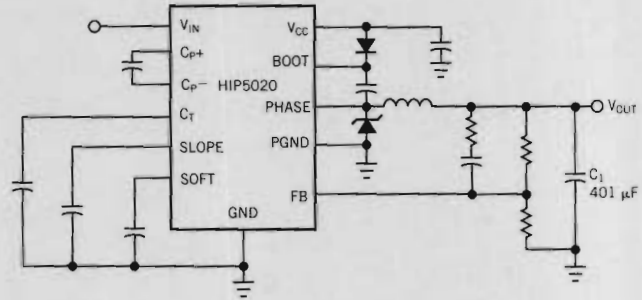 V_IN
V_CC
C_P+
BOOT
C_P− HIP5020
PHASE
V_OUT
C_T
SLOPE
PGND
SOFT
FB
C_1
401 μF
GND